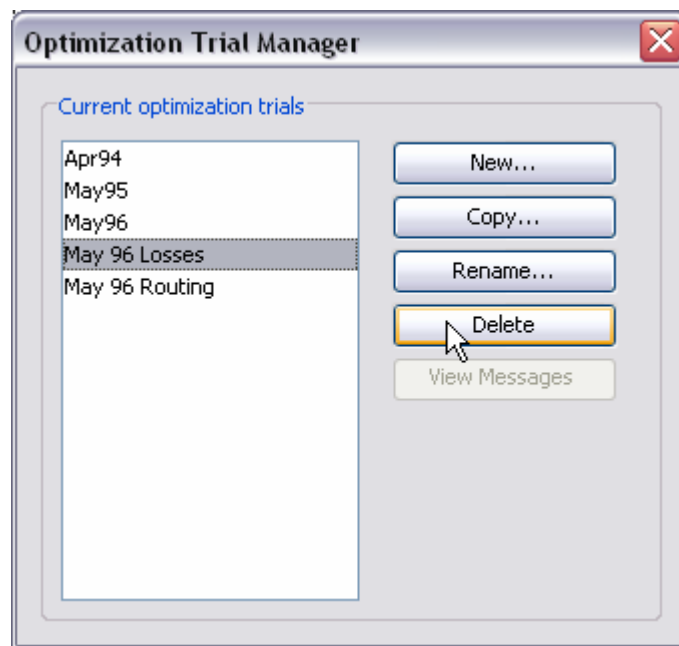 Optimization Trial Manager
Current optimization trials
Apr94
May95
May96
May 96 Losses
May 96 Routing
New...
Copy...
Rename...
Delete
View Messages